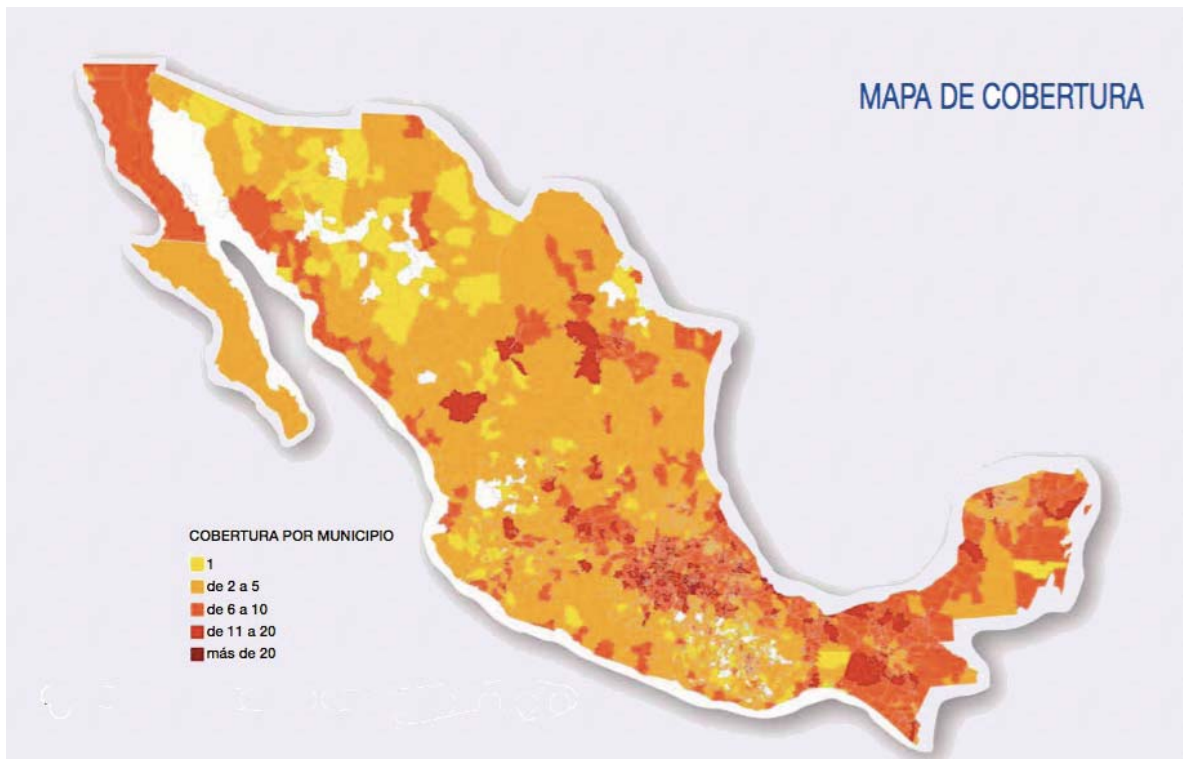 MAPA DE COBERTURA
COBERTURA POR MUNICIPIO
1
de 2 a 5
de 6 a 10
de 11 a 20
más de 20